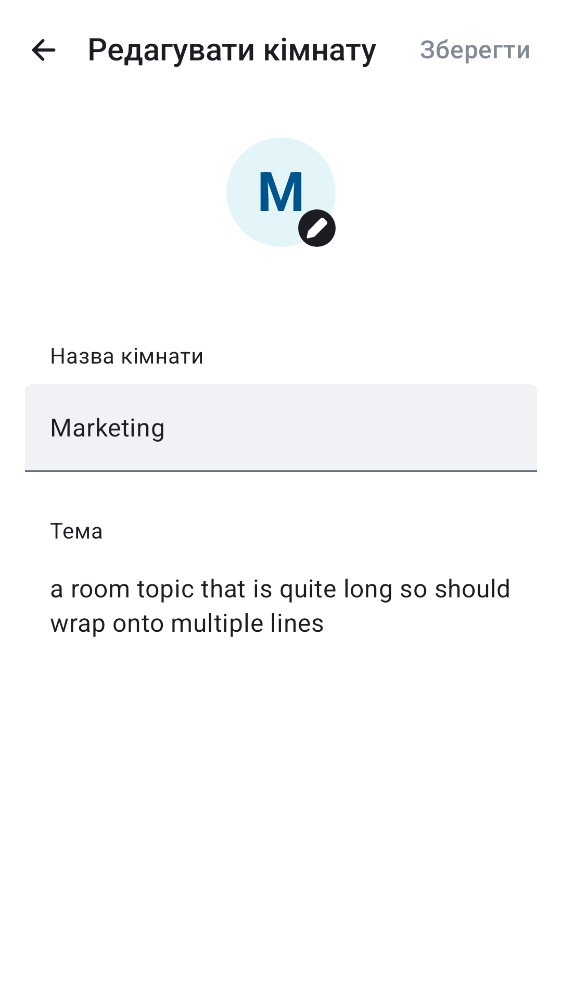 Редагувати кімнату Зберегти
M
Назва кімнати
Marketing
Тема
a room topic that is quite long so should
wrap onto multiple lines